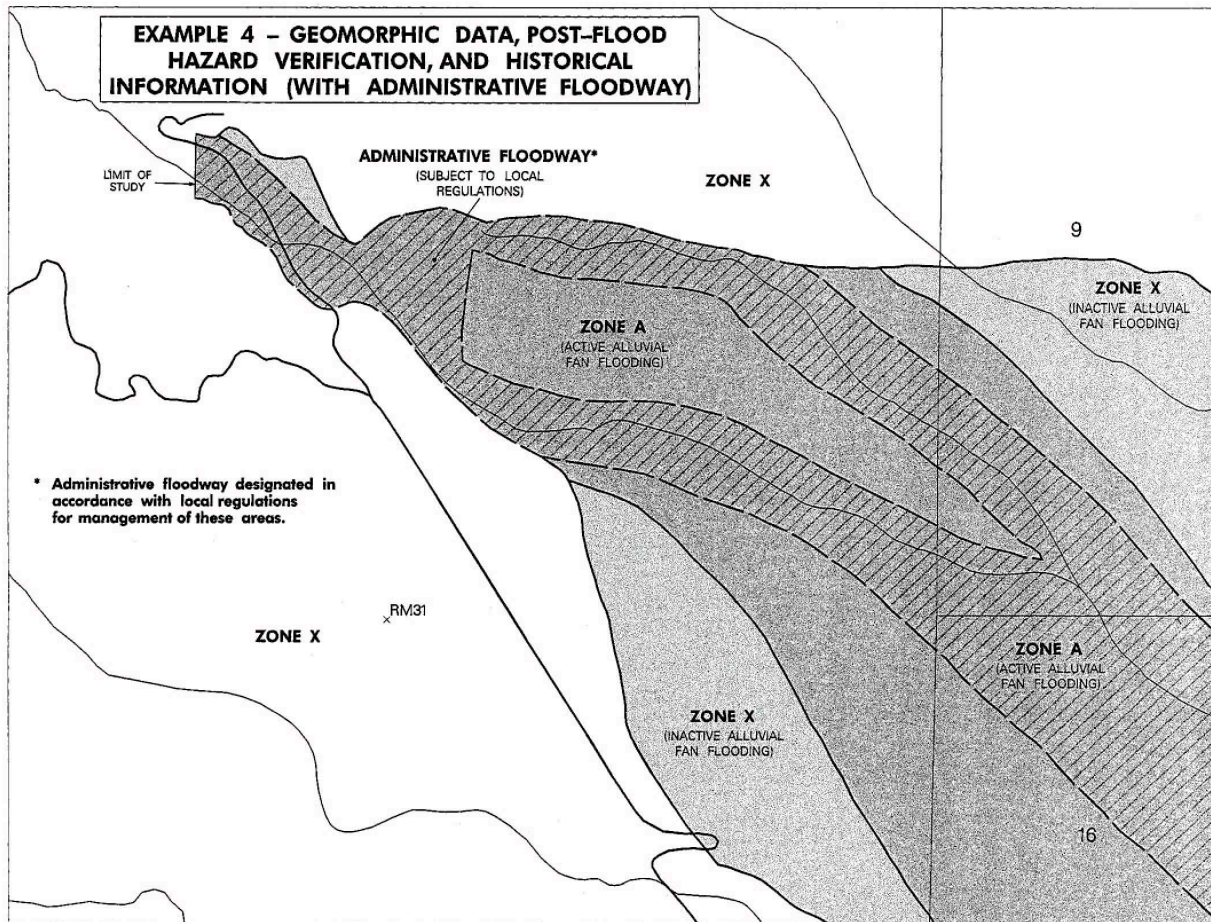 EXAMPLE 4 – GEOMORPHIC DATA, POST–FLOOD
HAZARD VERIFICATION, AND HISTORICAL
INFORMATION (WITH ADMINISTRATIVE FLOODWAY)
LIMIT OF
STUDY
ADMINISTRATIVE FLOODWAY*
(SUBJECT TO LOCAL
REGULATIONS)
ZONE X
9
ZONE X
(INACTIVE ALLUVIAL
FAN FLOODING)
ZONE A
(ACTIVE ALLUVIAL
FAN FLOODING)
* Administrative floodway designated in
accordance with local regulations
for management of these areas.
RM31
ZONE X
ZONE A
(ACTIVE ALLUVIAL
FAN FLOODING)
ZONE X
(INACTIVE ALLUVIAL
FAN FLOODING)
16